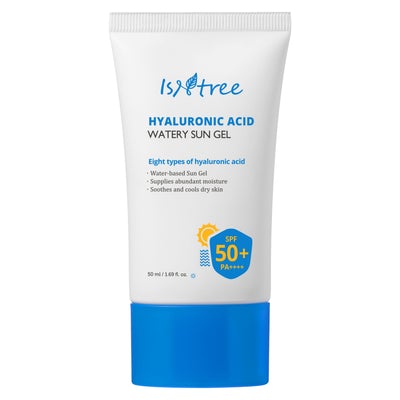 Isntree
HYALURONIC ACID
WATERY SUN GEL
Eight types of hyaluronic acid
· Water-based Sun Gel
· Supplies abundant moisture
· Soothes and cools dry skin
SPF
50+
PA++++
50 ml / 1.69 fl. oz.